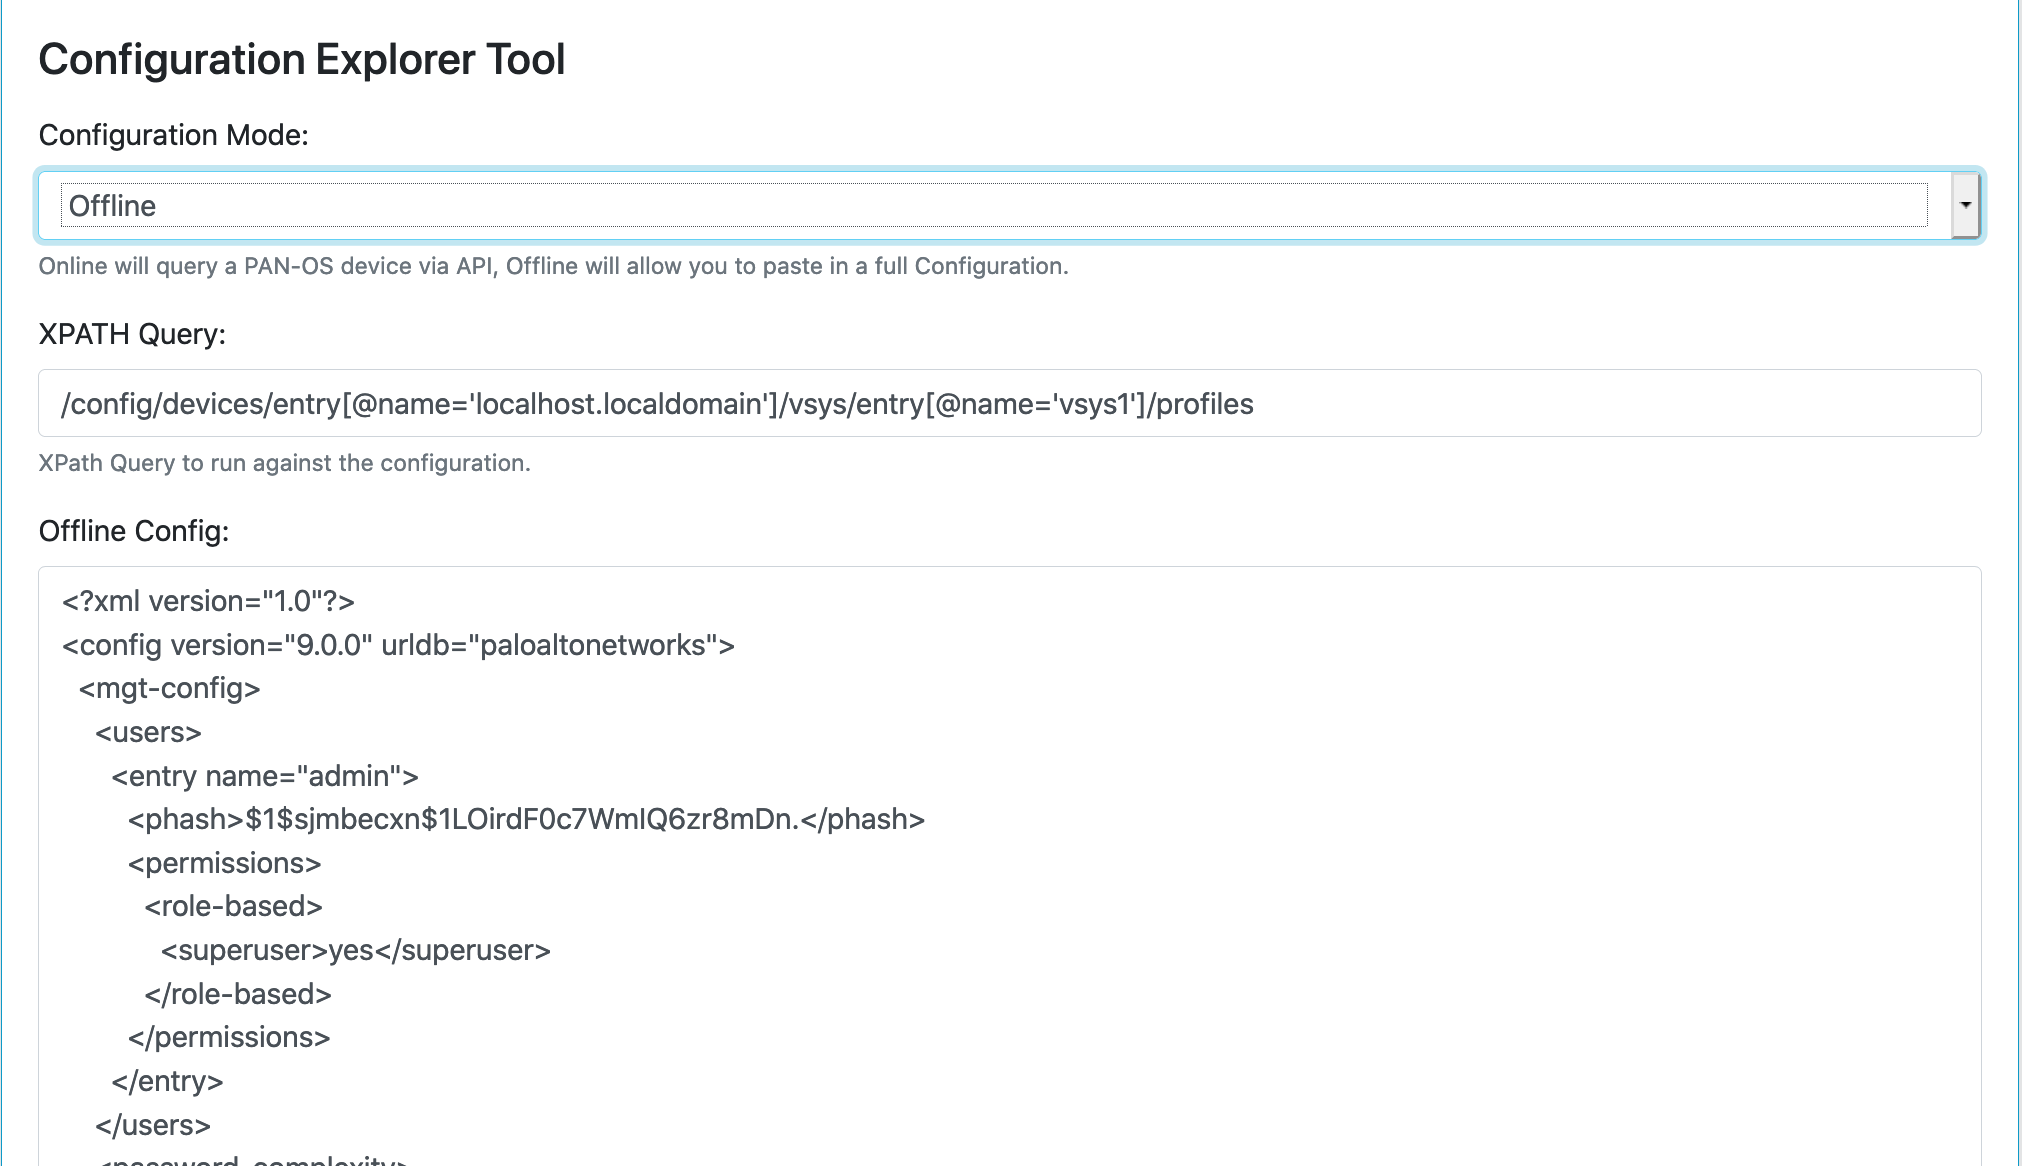 Configuration Explorer Tool
Configuration Mode:
Offline
Online will query a PAN-OS device via API, Offline will allow you to paste in a full Configuration.
XPATH Query:
/config/devices/entry[@name='localhost.localdomain']/vsys/entry[@name='vsys1']/profiles
XPath Query to run against the configuration.
Offline Config:
<?xml version="1.0"?>
<config version="9.0.0" urldb="paloaltonetworks">
<mgt-config>
<users>
<entry name="admin">
<phash>$1$sjmbecxn$1LOirdF0c7WmIQ6zr8mDn.</phash>
<permissions>
<role-based>
<superuser>yes</superuser>
</role-based>
</permissions>
</entry>
</users>
<password-complexity>